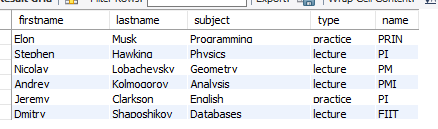 Result Grid Filter Rows: Export: Wrap Cell Content:
firstname lastname subject type name
Elon Musk Programming practice PRIN
Stephen Hawking Physics lecture PI
Nicolay Lobachevsky Geometry lecture PM
Andrey Kolmogorov Analysis lecture PMI
Jeremy Clarkson English practice PI
Dmitry Shaposhikov Databases lecture FIIT